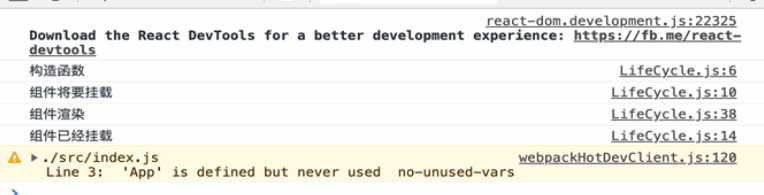 react-dom.development.js:22325
Download the React DevTools for a better development experience: https://fb.me/react-
devtools
构造函数 LifeCycle.js:6
组件将要挂载 LifeCycle.js:10
组件渲染 LifeCycle.js:38
组件已经挂载 LifeCycle.js:14
./src/index.js webpackHotDevClient.js:120
Line 3: 'App' is defined but never used no-unused-vars